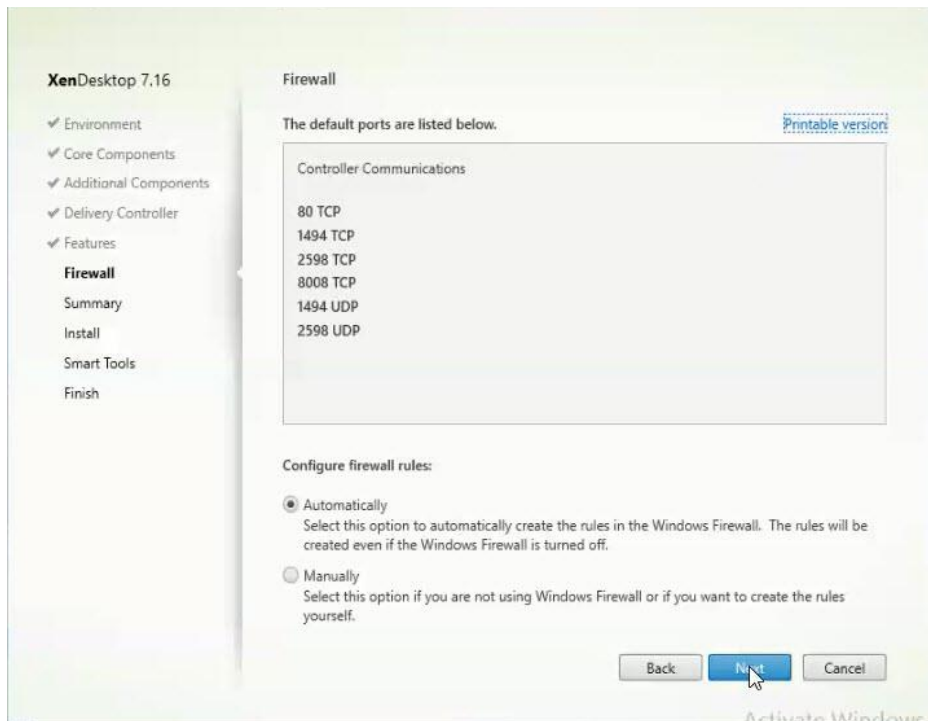 XenDesktop 7.16
Environment
Core Components
Additional Components
Delivery Controller
Features
Firewall
Summary
Install
Smart Tools
Finish
Firewall
The default ports are listed below.
Printable version
Controller Communications
80 TCP
1494 TCP
2598 TCP
8008 TCP
1494 UDP
2598 UDP
Configure firewall rules:
Automatically
Select this option to automatically create the rules in the Windows Firewall. The rules will be
created even if the Windows Firewall is turned off.
Manually
Select this option if you are not using Windows Firewall or if you want to create the rules
yourself.
Back
Next
Cancel
Activate Windows